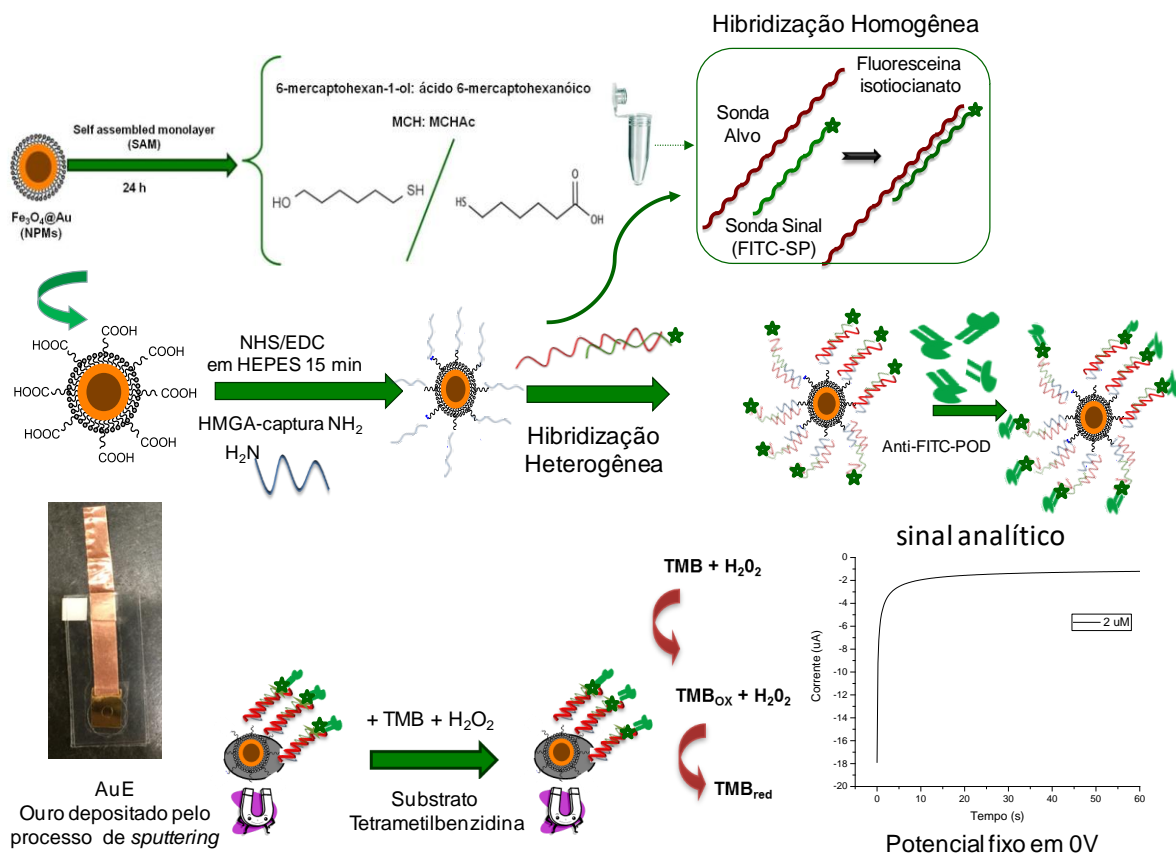 Hibridização Homogênea
6-mercaptohexan-1-ol: ácido 6-mercaptohexanóico
MCH: MCHAc
Self assembled monolayer
(SAM)
24 h
Fe₃O₄@Au
(NPMs)
HO
SH
HS
O
OH
Sonda
Alvo
Fluoresceina
isotiocianato
Sonda Sinal
(FITC-SP)
COOH
HOOC
COOH
HOOC
COOH
HOOC
COOH
COOH
NHS/EDC
em HEPES 15 min
HMGA-captura NH₂
H₂N
Hibridização
Heterogênea
Anti-FITC-POD
AuE
Ouro depositado pelo
processo de sputtering
+ TMB + H₂O₂
Substrato
Tetrametilbenzidina
TMB + H₂0₂
TMBOX + H₂0₂
TMBred
sinal analítico
0
-2
-4
-6
-8
-10
-12
-14
-16
-18
-20
Corrente (uA)
2 uM
0 10 20 30 40 50 60
Tempo (s)
Potencial fixo em 0V